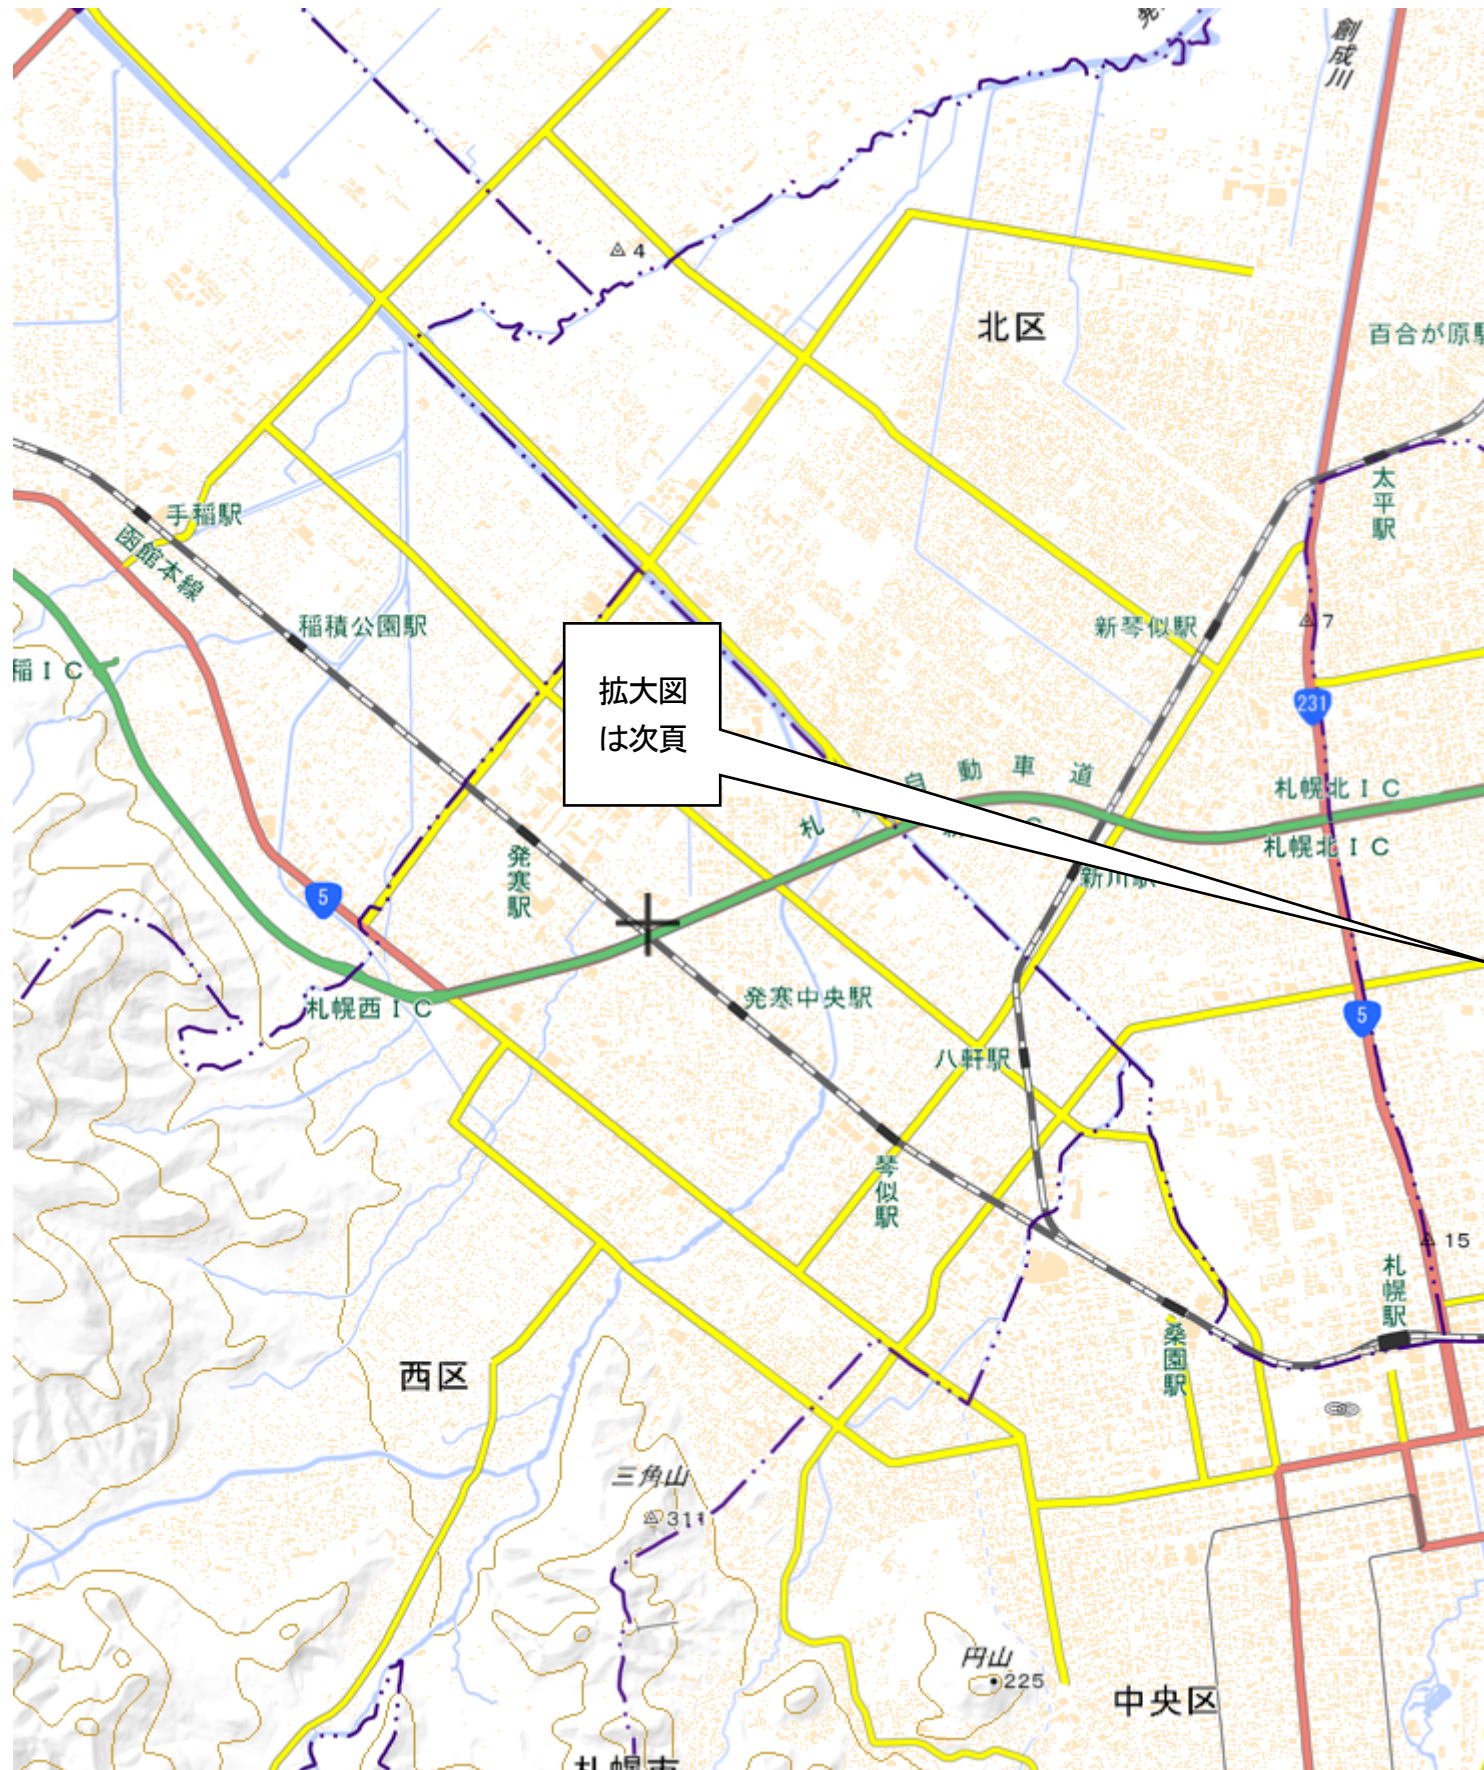 創成川
4
北区
百合が原駅
太平駅
手稲駅
函館本線
稲積公園駅
新琴似駅
7
稲ＩＣ
231
拡大図
は次頁
自動車道
札
札幌北ＩＣ
札幌北ＩＣ
Ｃ
新川駅
発寒駅
5
札幌西ＩＣ
発寒中央駅
5
八軒駅
琴似駅
15
札幌駅
桑園駅
西区
三角山
311
円山
225
中央区
札幌市